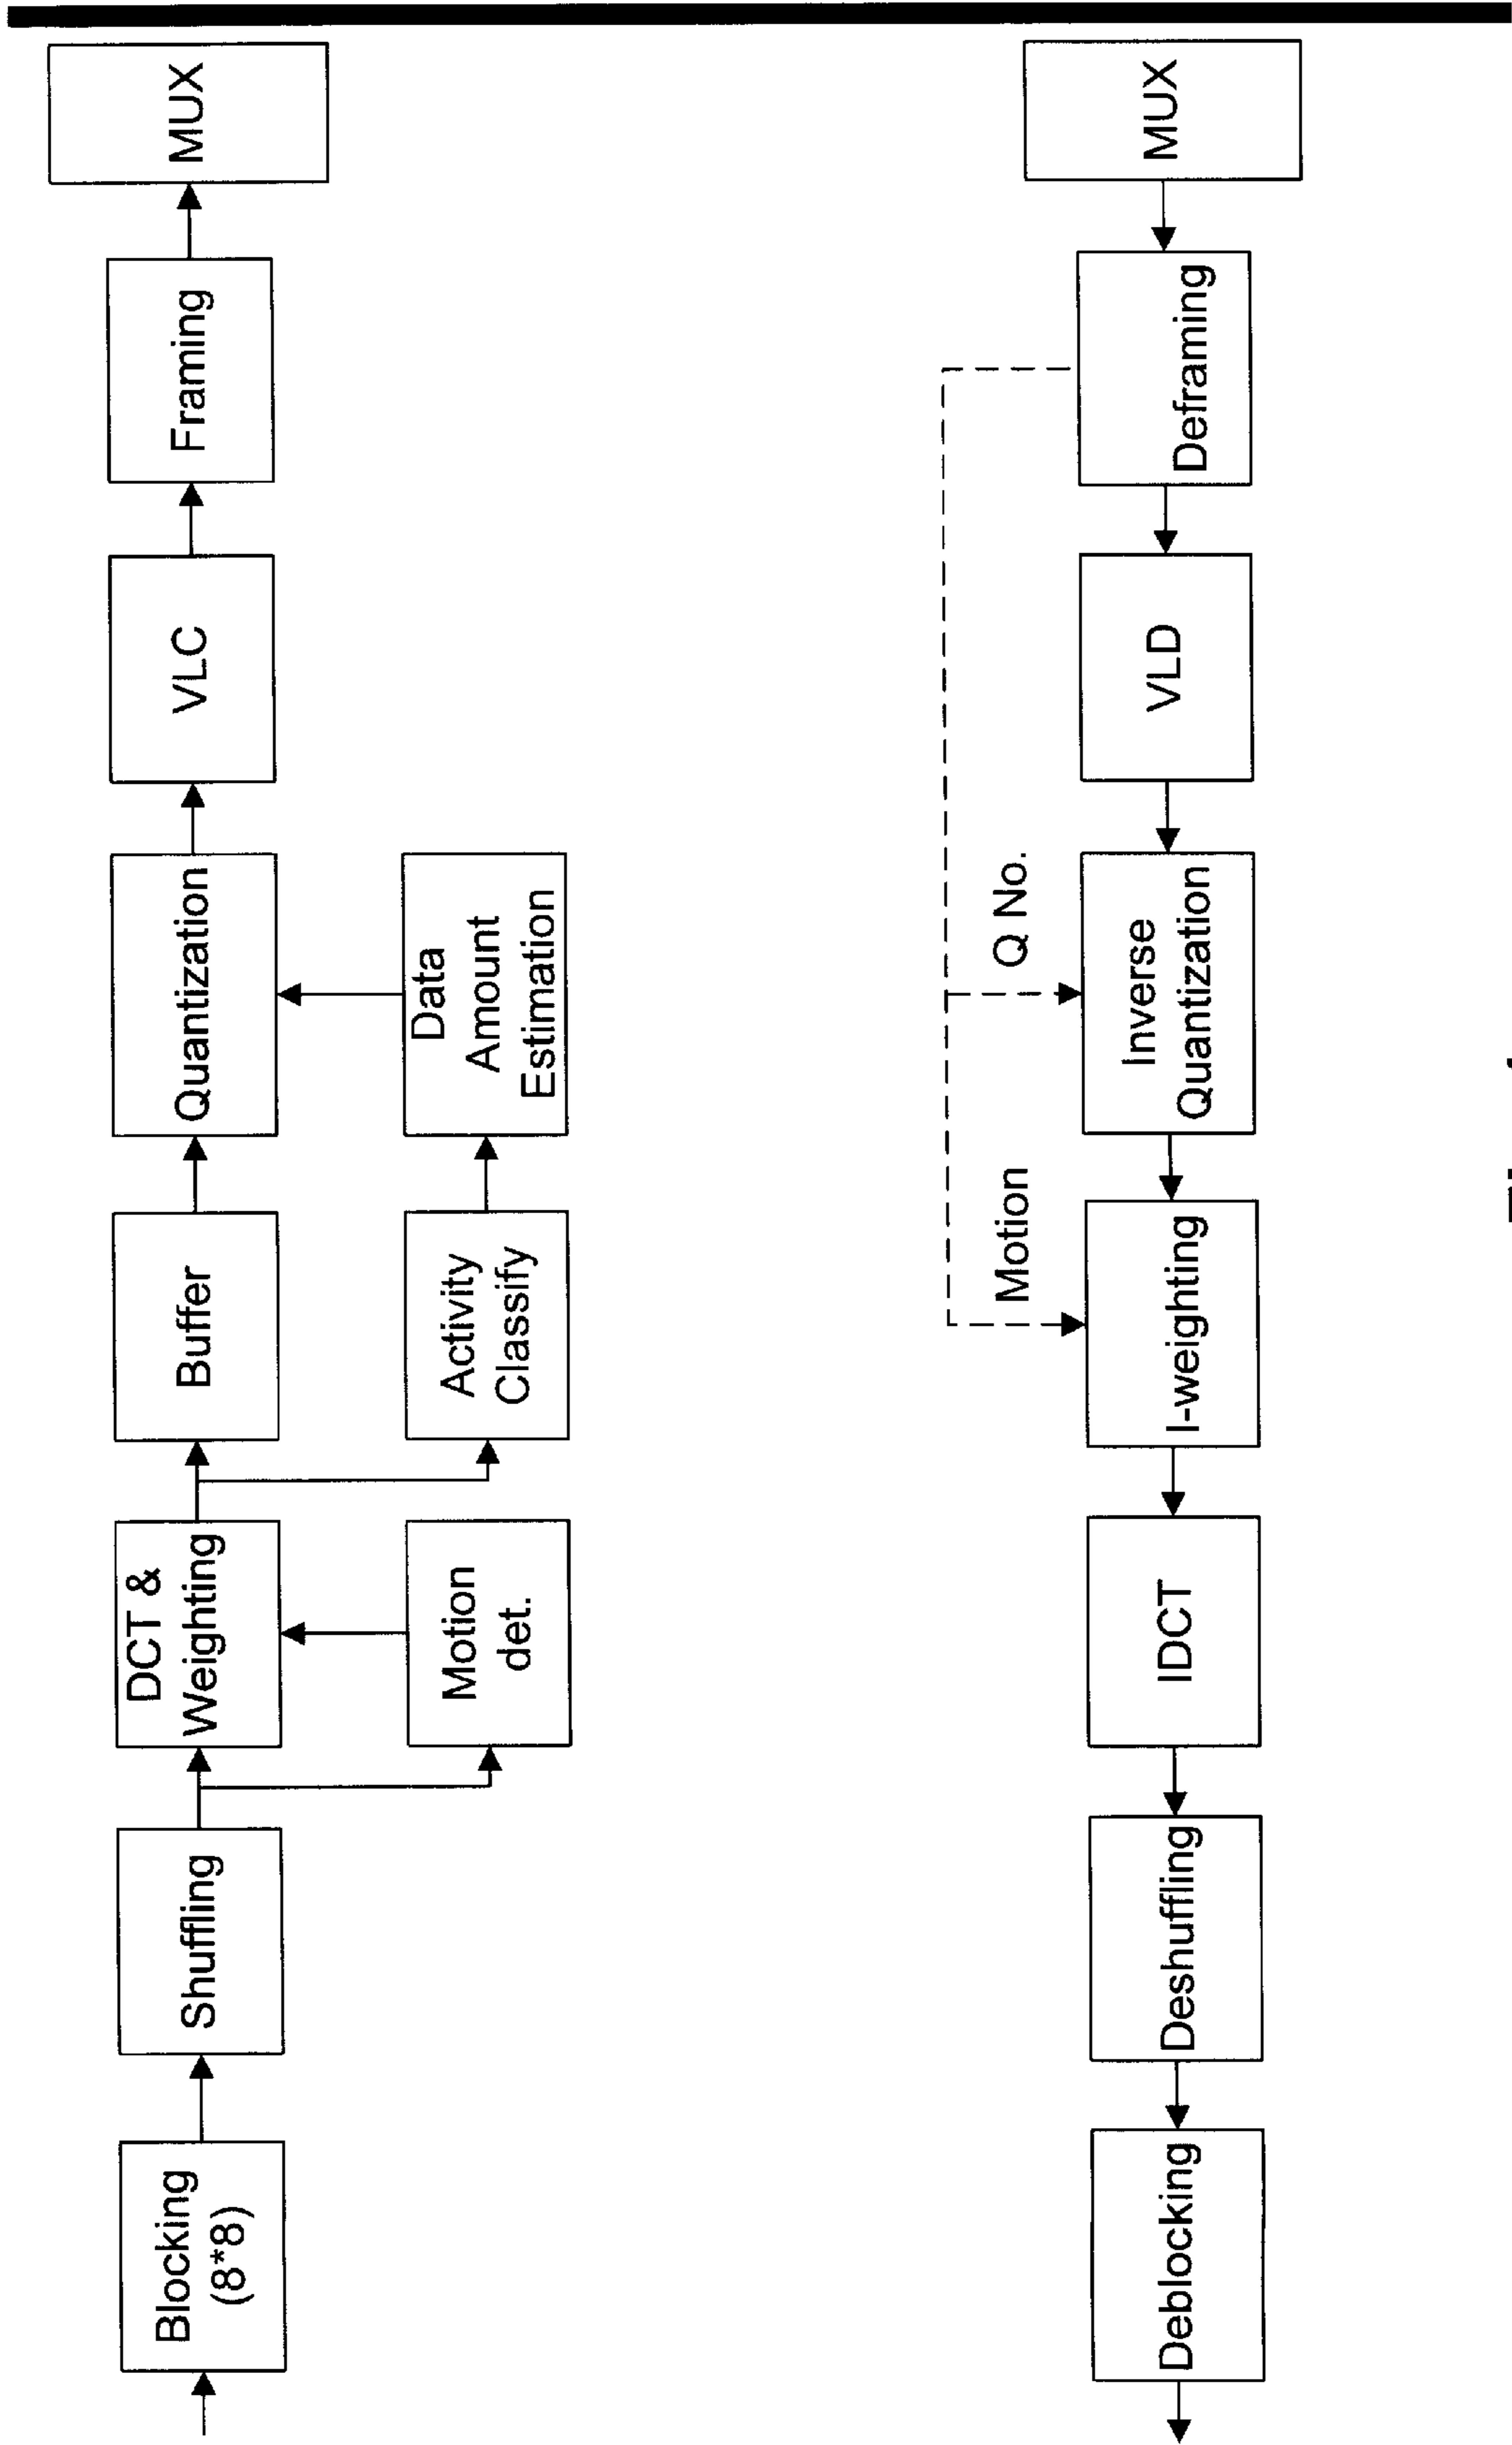 Blocking
(8*8)
Shuffling
DCT &
Weighting
Motion
det.
Buffer
Activity
Classify
Quantization
Data
Amount
Estimation
VLC
Framing
MUX
Deblocking
Deshuffling
IDCT
I-weighting
Motion
Inverse
Quantization
Q No.
VLD
Deframing
MUX